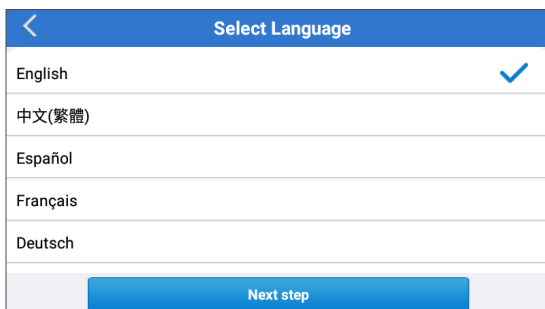 Select Language
English
中文(繁體)
Español
Français
Deutsch
Next step